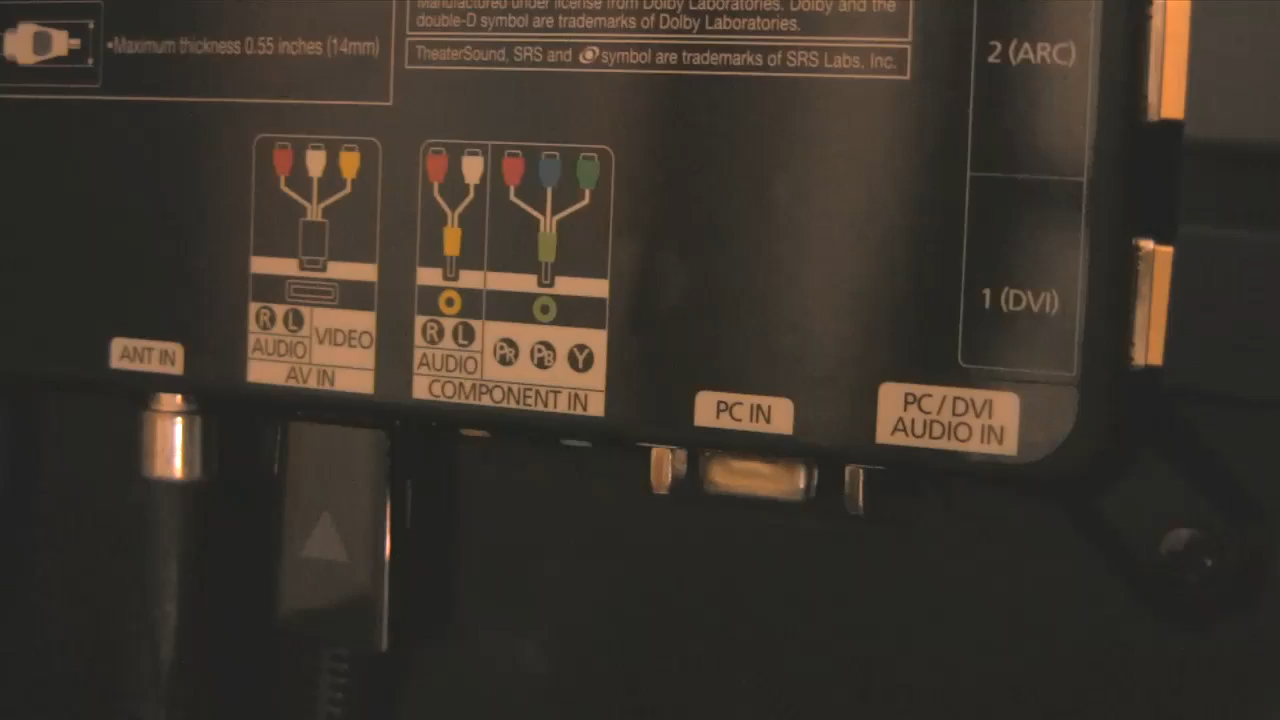 Manufactured under license from Dolby Laboratories. Dolby and the
double-D symbol are trademarks of Dolby Laboratories.
•Maximum thickness 0.55 inches (14mm)
TheaterSound, SRS and symbol are trademarks of SRS Labs, Inc.
2 (ARC)
1 (DVI)
ANT IN
R L
AUDIO
VIDEO
AV IN
R L
AUDIO
PR PB Y
COMPONENT IN
PC IN
PC / DVI
AUDIO IN